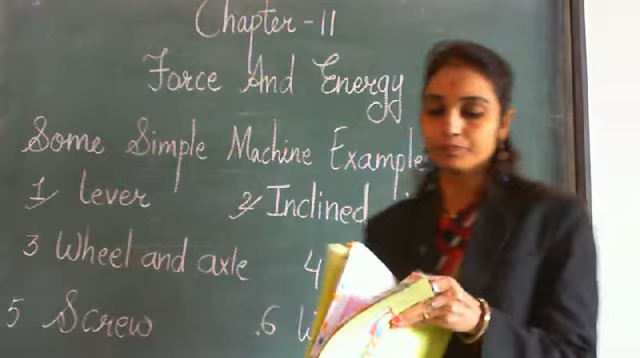 Chapter-11
Force And Energy
Some Simple Machine Example
1 lever 2 Inclined
3 Wheel and axle 4
5 Screw .6 W